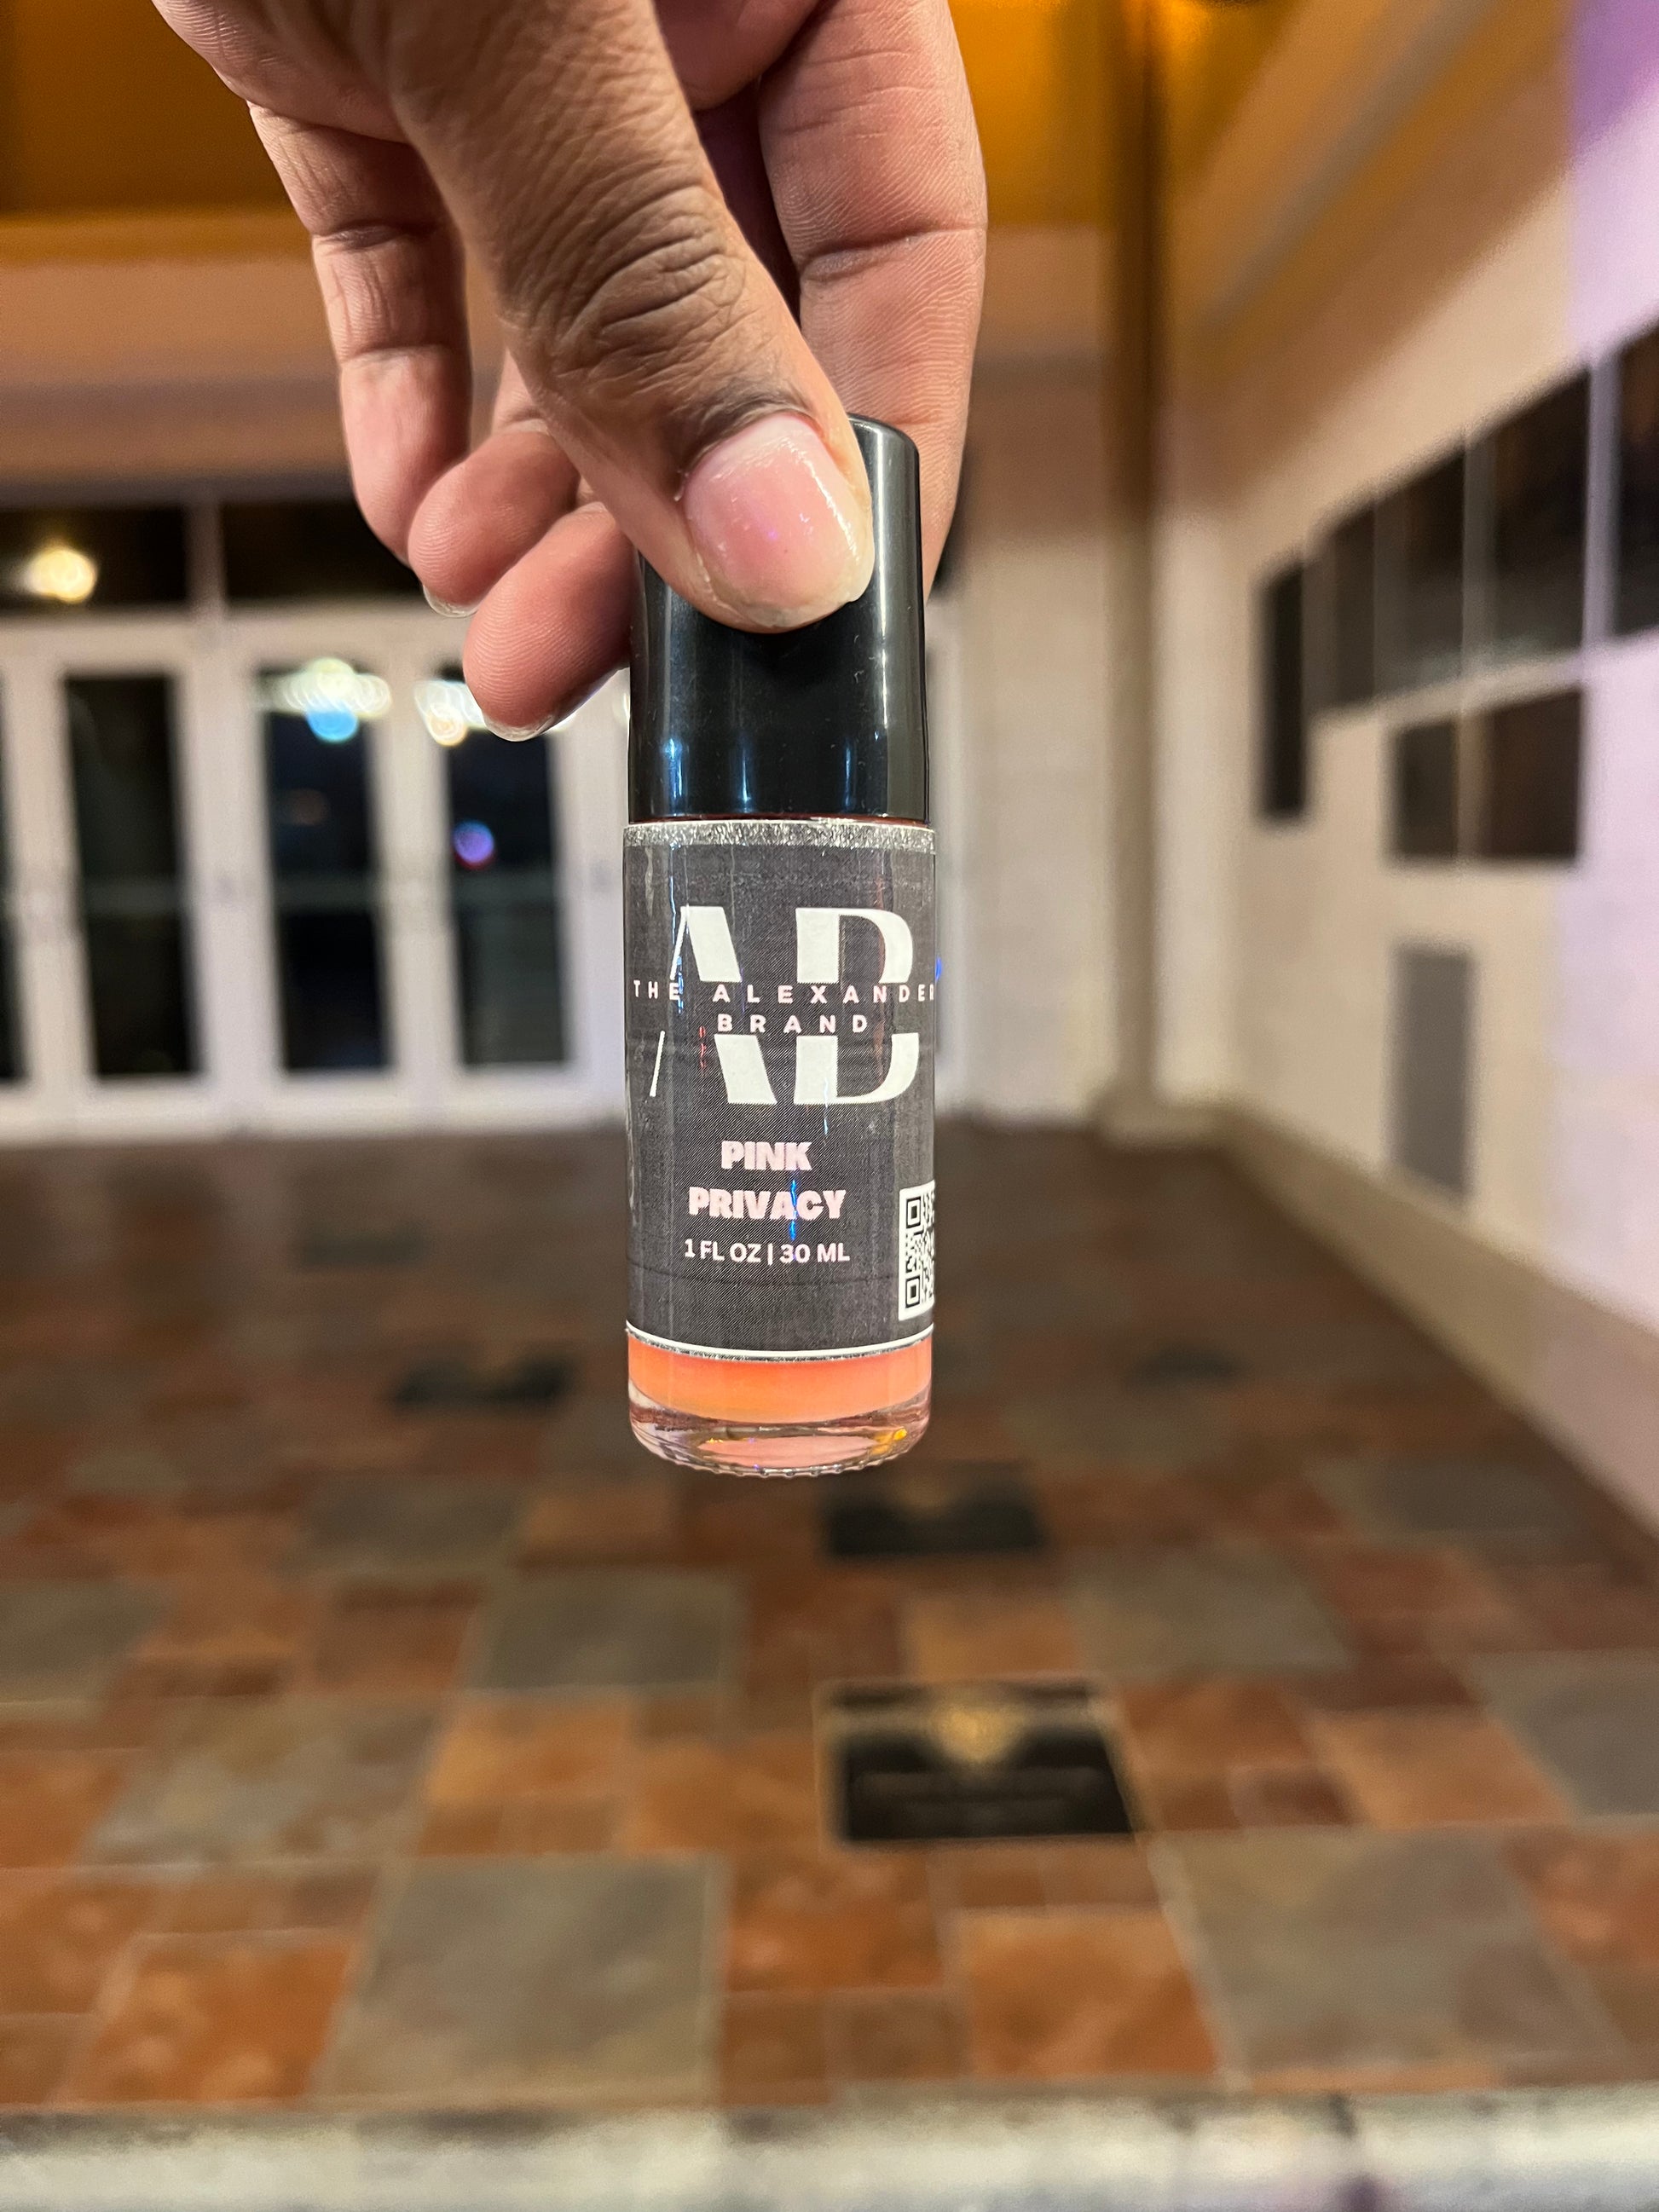 AB
THE ALEXANDER
BRAND
PINK
PRIVACY
1 FL OZ | 30 ML